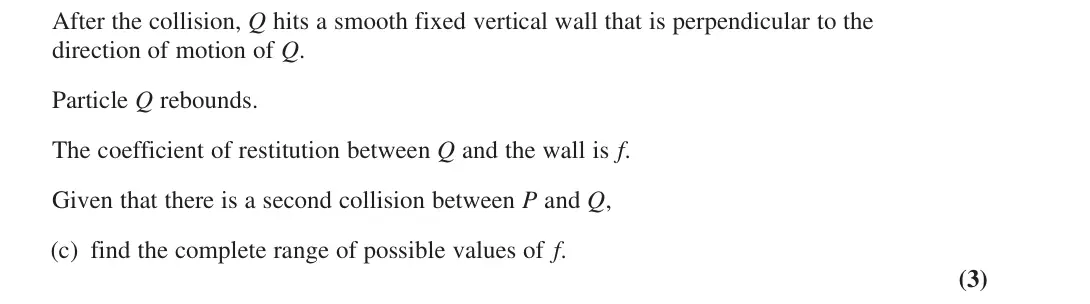 After the collision, Q hits a smooth fixed vertical wall that is perpendicular to the
direction of motion of Q.
Particle Q rebounds.
The coefficient of restitution between Q and the wall is f.
Given that there is a second collision between P and Q,
(c) find the complete range of possible values of f.
(3)